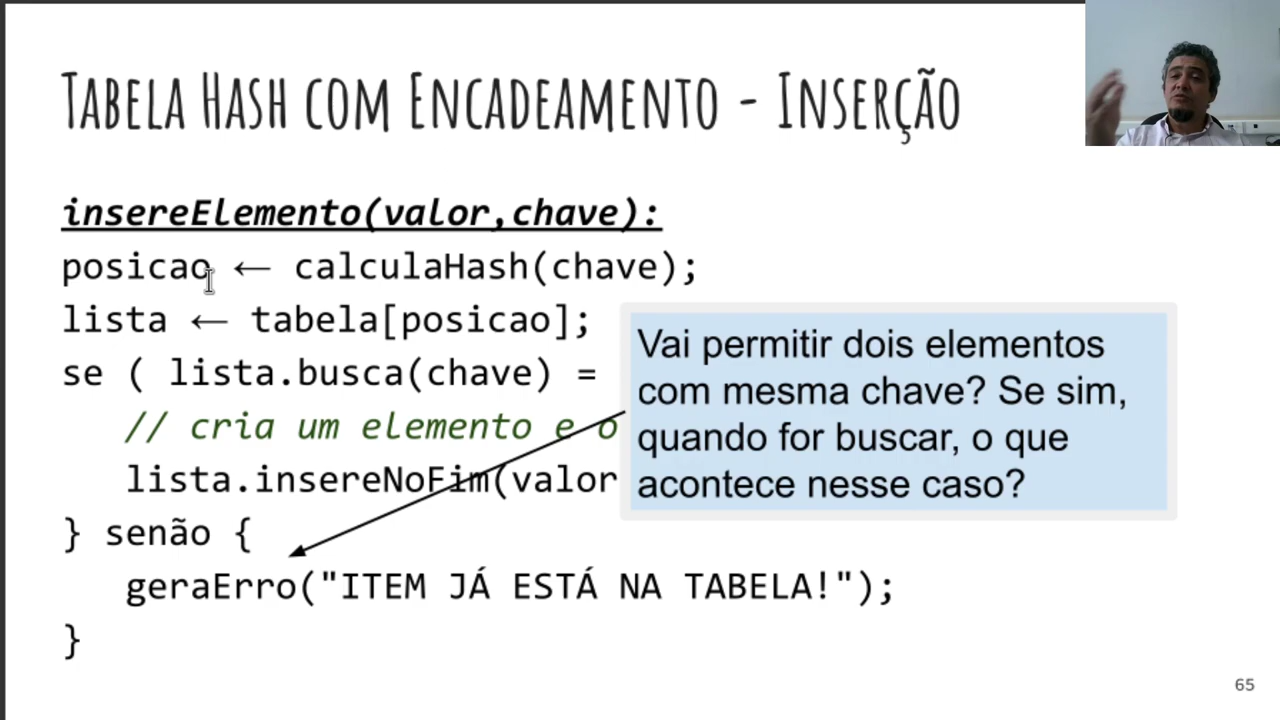 TABELA HASH COM ENCADEAMENTO - INSERÇÃO
insereElemento(valor,chave):
posicao ← calculaHash(chave);
lista ← tabela[posicao];
se ( lista.busca(chave) =
// cria um elemento e o
lista.insereNoFim(valor
} senão {
geraErro("ITEM JÁ ESTÁ NA TABELA!");
}
Vai permitir dois elementos
com mesma chave? Se sim,
quando for buscar, o que
acontece nesse caso?
65